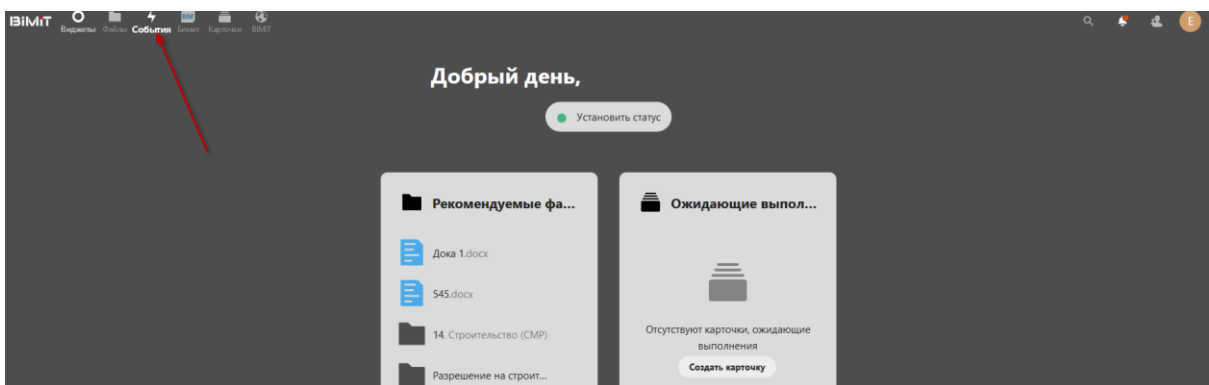 BIMIT Виджеты Файлы События Бимит Карточки BIMIT E
BIM
Добрый день,
Установить статус
Рекомендуемые фа...
Ожидающие выпол...
Дока 1.docx
545.docx
14. Строительство (СМР)
Разрешение на строит...
Отсутствуют карточки, ожидающие
выполнения
Создать карточку